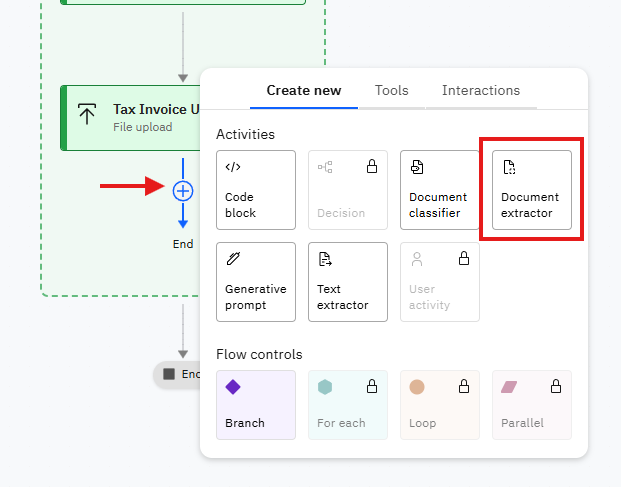 Tax Invoice U
File upload
End
End
Create new
Tools
Interactions
Activities
</>
Code
block
Decision
Document
classifier
Document
extractor
Generative
prompt
Text
extractor
User
activity
Flow controls
Branch
For each
Loop
Parallel